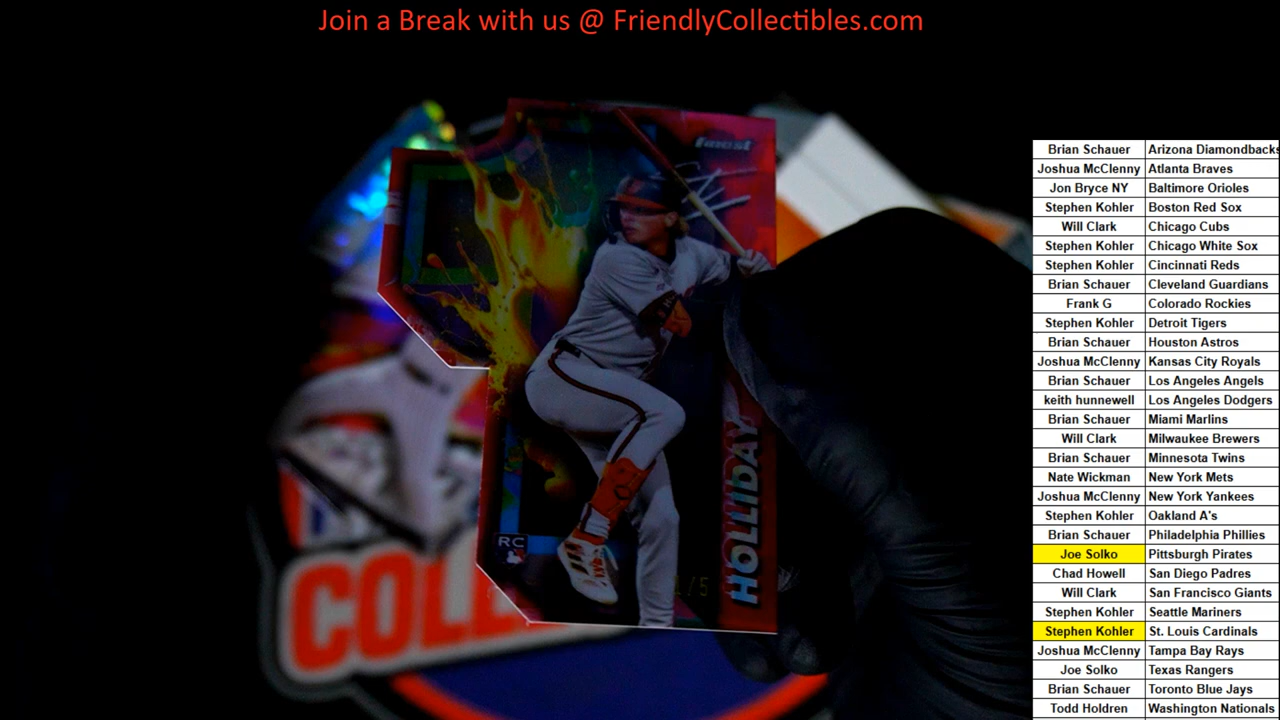 Join a Break with us @ FriendlyCollectibles.com
finest
HOLLIDAY
RC
1/5
COLLE
Brian Schauer Arizona Diamondbacks
Joshua McClenny Atlanta Braves
Jon Bryce NY Baltimore Orioles
Stephen Kohler Boston Red Sox
Will Clark Chicago Cubs
Stephen Kohler Chicago White Sox
Stephen Kohler Cincinnati Reds
Brian Schauer Cleveland Guardians
Frank G Colorado Rockies
Stephen Kohler Detroit Tigers
Brian Schauer Houston Astros
Joshua McClenny Kansas City Royals
Brian Schauer Los Angeles Angels
keith hunnewell Los Angeles Dodgers
Brian Schauer Miami Marlins
Will Clark Milwaukee Brewers
Brian Schauer Minnesota Twins
Nate Wickman New York Mets
Joshua McClenny New York Yankees
Stephen Kohler Oakland A's
Brian Schauer Philadelphia Phillies
Joe Solko Pittsburgh Pirates
Chad Howell San Diego Padres
Will Clark San Francisco Giants
Stephen Kohler Seattle Mariners
Stephen Kohler St. Louis Cardinals
Joshua McClenny Tampa Bay Rays
Joe Solko Texas Rangers
Brian Schauer Toronto Blue Jays
Todd Holdren Washington Nationals